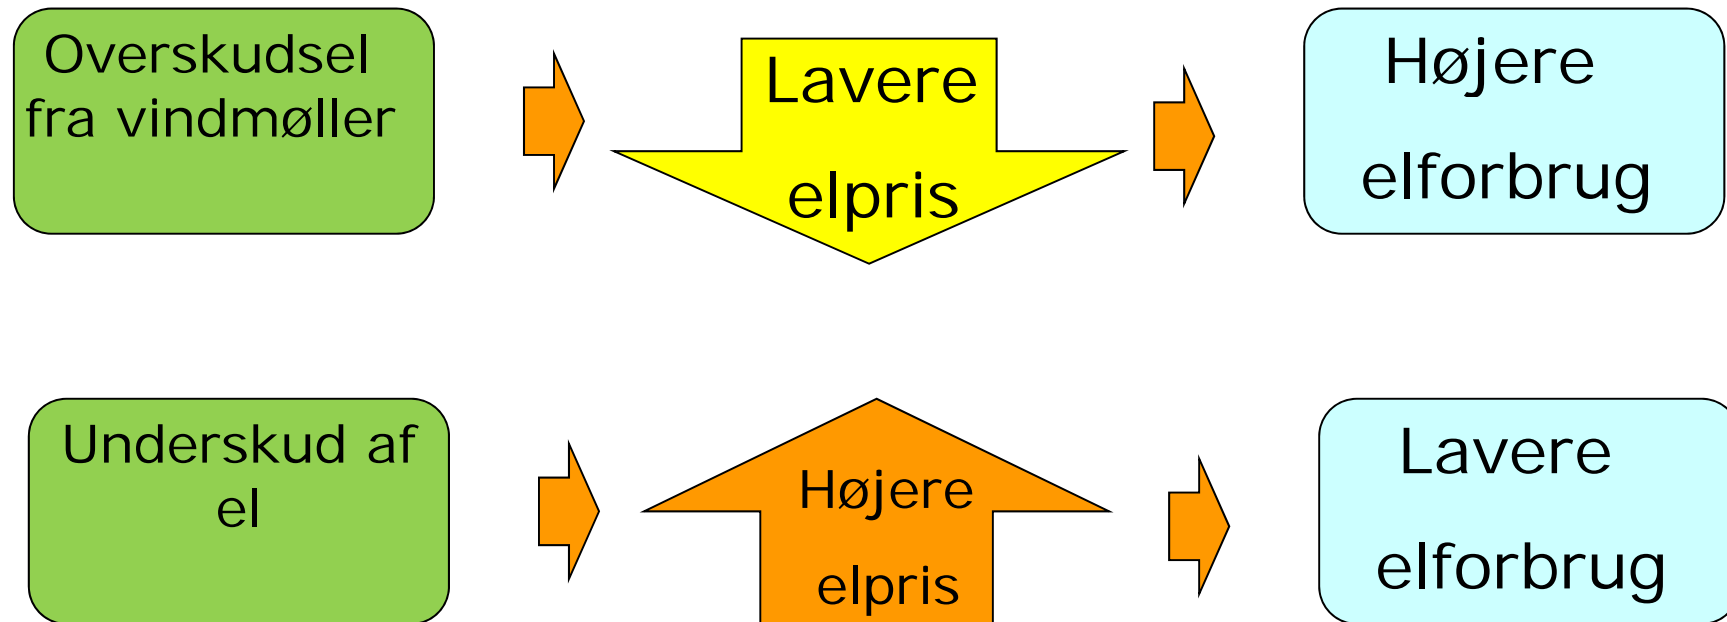 Overskudsel
fra vindmøller
Lavere
elpris
Højere
elforbrug
Underskud af
el
Højere
elpris
Lavere
elforbrug